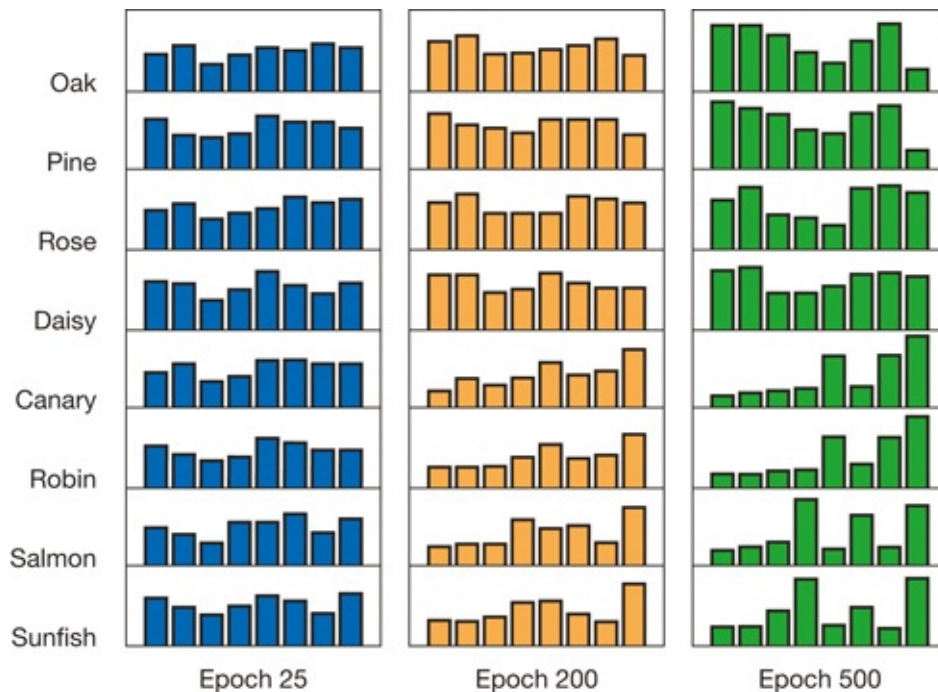 Oak
Pine
Rose
Daisy
Canary
Robin
Salmon
Sunfish
Epoch 25
Epoch 200
Epoch 500